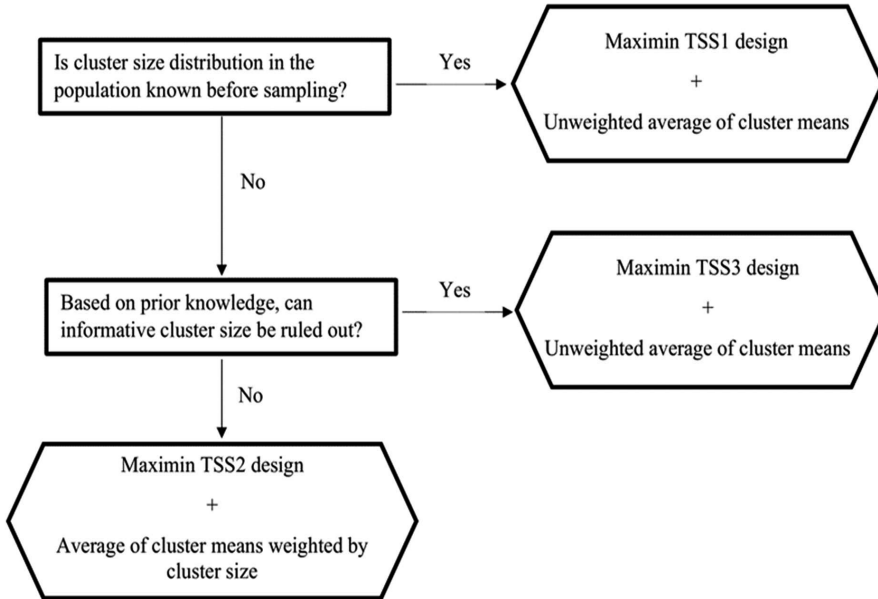 Is cluster size distribution in the
population known before sampling?
Yes
Maximin TSS1 design
+
Unweighted average of cluster means
No
Based on prior knowledge, can
informative cluster size be ruled out?
Yes
Maximin TSS3 design
+
Unweighted average of cluster means
No
Maximin TSS2 design
+
Average of cluster means weighted by
cluster size